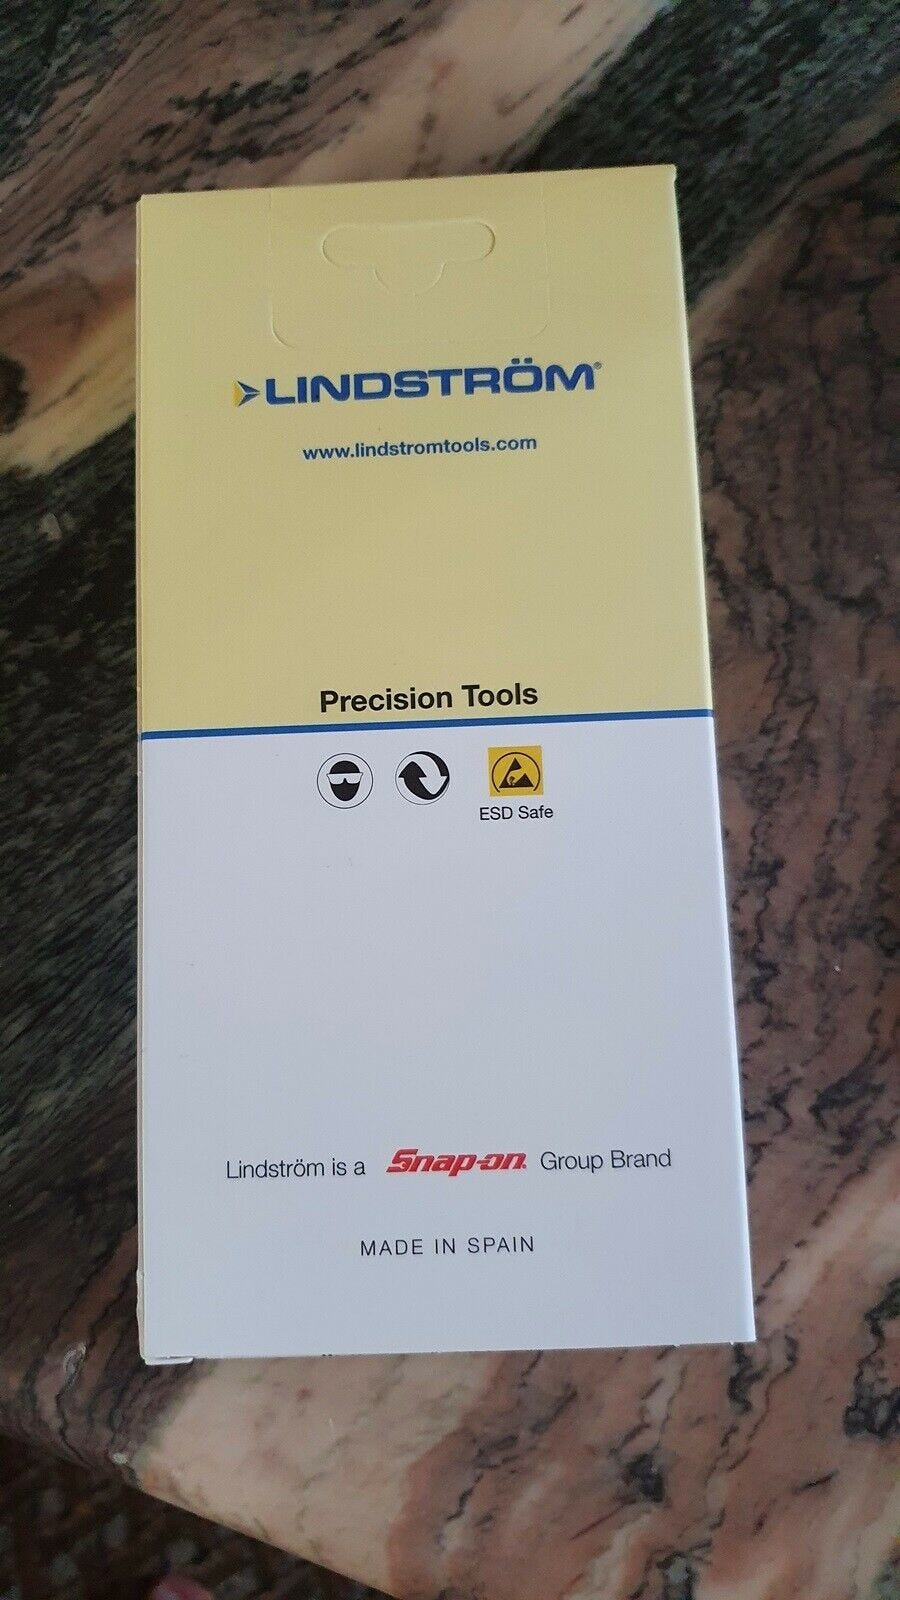 LINDSTRÖM®
www.lindstromtools.com
Precision Tools
ESD Safe
Lindström is a Snap-on® Group Brand
MADE IN SPAIN